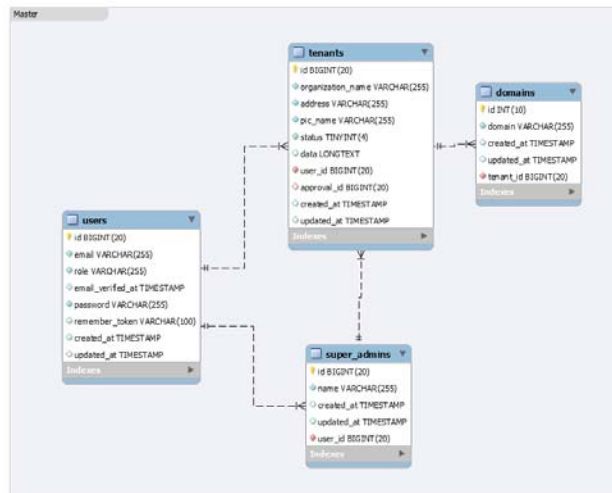 Master
tenants
id BIGINT(20)
organization_name VARCHAR(255)
address VARCHAR(255)
pic_name VARCHAR(255)
status TINYINT(4)
data LONGTEXT
user_id BIGINT(20)
approval_id BIGINT(20)
created_at TIMESTAMP
updated_at TIMESTAMP
Indexes
domains
id INT(10)
domain VARCHAR(255)
created_at TIMESTAMP
updated_at TIMESTAMP
tenant_id BIGINT(20)
Indexes
users
id BIGINT(20)
email VARCHAR(255)
role VARCHAR(255)
email_verified_at TIMESTAMP
password VARCHAR(255)
remember_token VARCHAR(100)
created_at TIMESTAMP
updated_at TIMESTAMP
Indexes
super_admins
id BIGINT(20)
name VARCHAR(255)
created_at TIMESTAMP
updated_at TIMESTAMP
user_id BIGINT(20)
Indexes